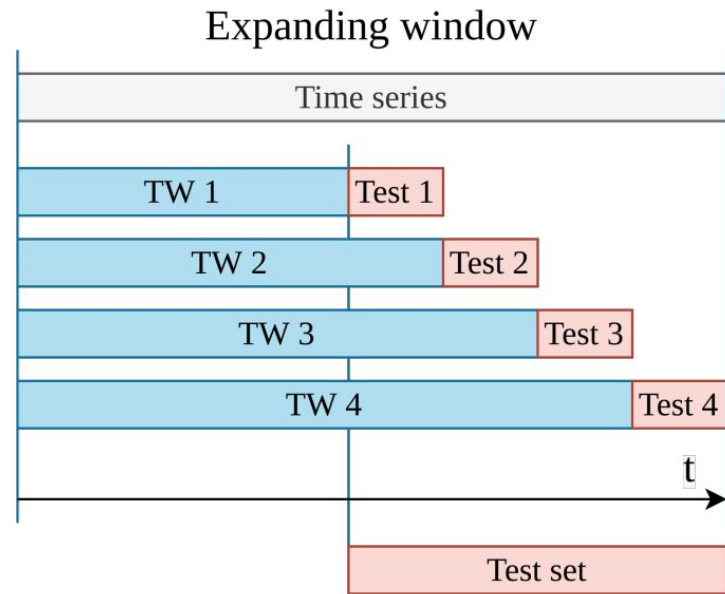 Expanding window
Time series
TW 1 Test 1
TW 2 Test 2
TW 3 Test 3
TW 4 Test 4
t
Test set